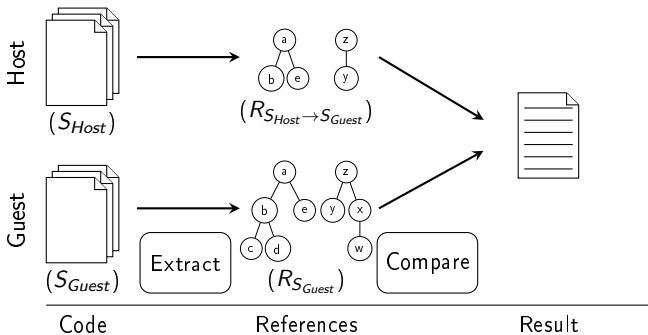 Host
a
z
b
e
y
(S_Host)
(R_{S_Host→S_Guest})
Guest
a
z
b
e
y
x
c
d
w
(S_Guest)
Extract
(R_{S_Guest})
Compare
Code References Result